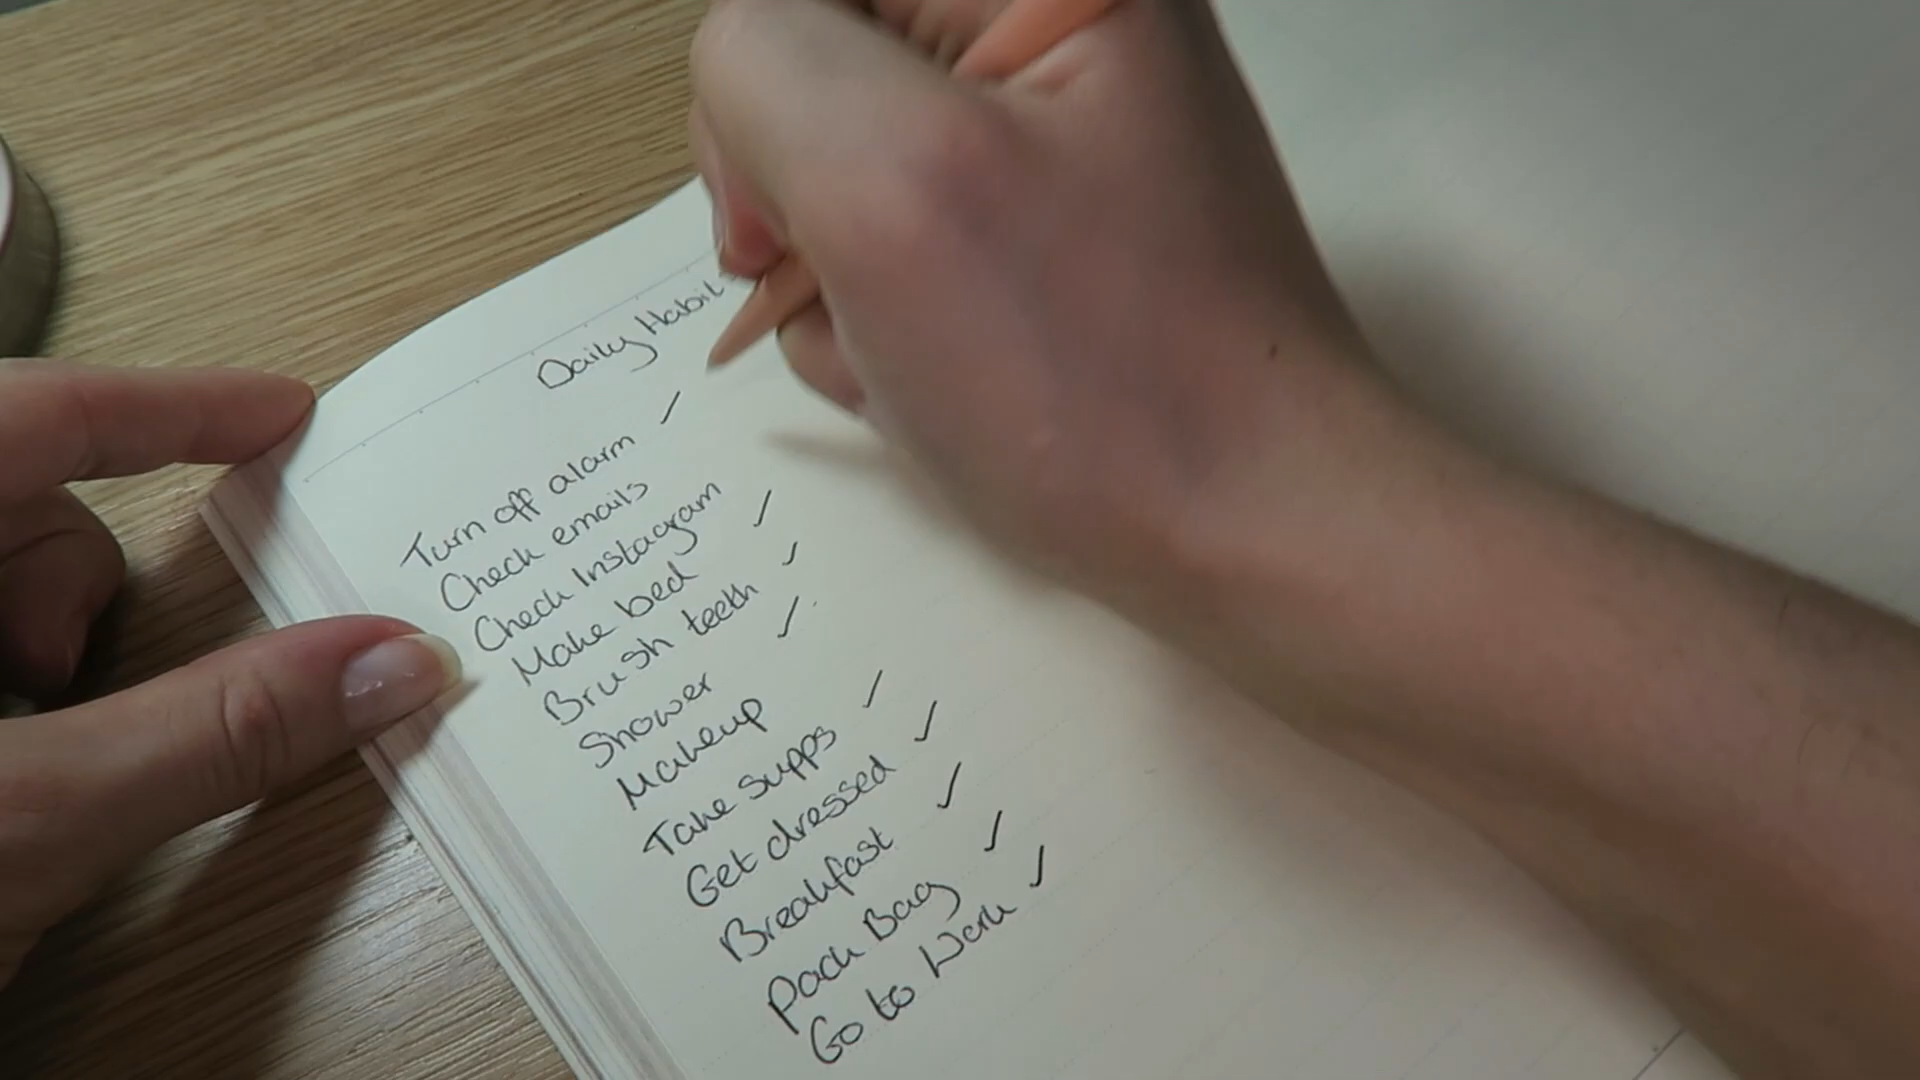 Daily Habit
Turn off alarm ✓
Check emails
Check Instagram
Make bed ✓
Brush teeth ✓
Shower ✓
Makeup
Take supps ✓
Get dressed ✓
Breakfast ✓
Pack Bag ✓
Go to Work ✓